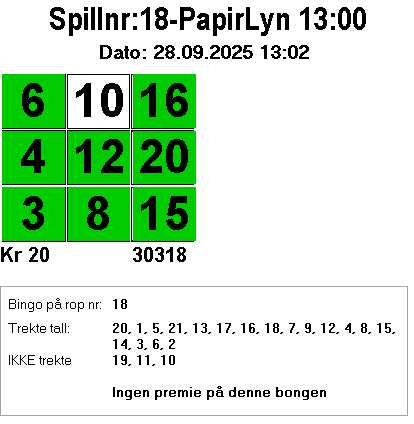 Spillnr:18-PapirLyn 13:00
Dato: 28.09.2025 13:02
6 10 16
4 12 20
3 8 15
Kr 20 30318
Bingo på rop nr: 18
Trekte tall: 20, 1, 5, 21, 13, 17, 16, 18, 7, 9, 12, 4, 8, 15,
14, 3, 6, 2
IKKE trekte 19, 11, 10
Ingen premie på denne bongen